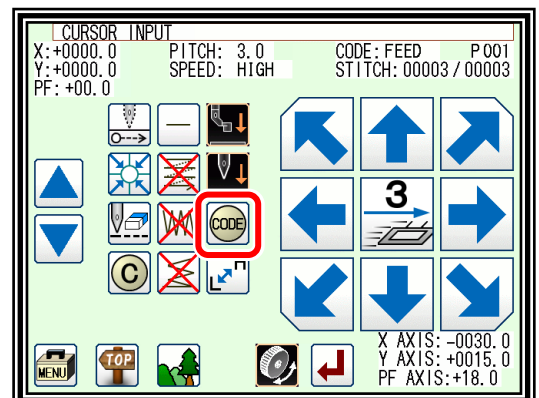 CURSOR INPUT
X:+0000.0 PITCH: 3.0 CODE:FEED P001
Y:+0000.0 SPEED: HIGH STITCH:00003/00003
PF:+00.0
3
CODE
C
X AXIS:-0030.0
Y AXIS:+0015.0
PF AXIS:+18.0
MENU
TOP